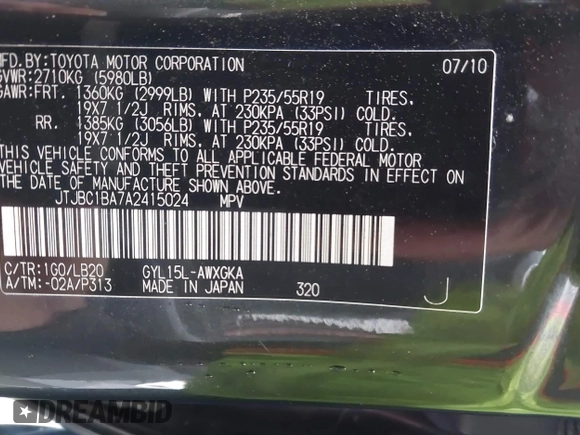 MFD.BY:TOYOTA MOTOR CORPORATION 07/10
GVWR:2710KG (5980LB)
GAWR:FRT. 1360KG (2999LB) WITH P235/55R19 TIRES,
19X7 1/2J RIMS, AT 230KPA (33PSI) COLD.
RR. 1385KG (3056LB) WITH P235/55R19 TIRES,
19X7 1/2J RIMS, AT 230KPA (33PSI) COLD.
THIS VEHICLE CONFORMS TO ALL APPLICABLE FEDERAL MOTOR
VEHICLE SAFETY AND THEFT PREVENTION STANDARDS IN EFFECT ON
THE DATE OF MANUFACTURE SHOWN ABOVE.
JTJBC1BA7A2415024 MPV
C/TR:1G0/LB20 GYL15L-AWXGKA
A/TM:-02A/P313 MADE IN JAPAN 320 J
DREAMBID